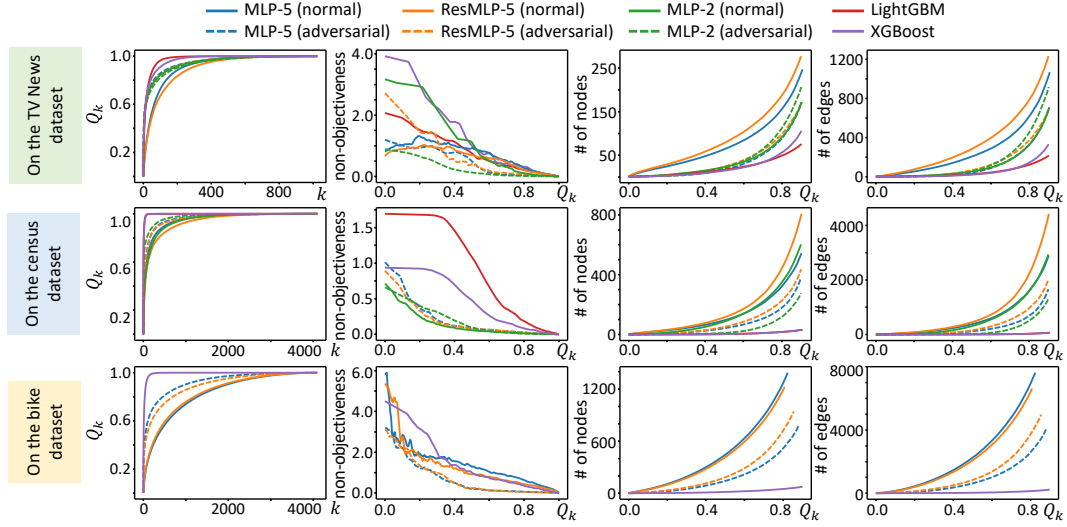 MLP-5 (normal) ResMLP-5 (normal) MLP-2 (normal) LightGBM
MLP-5 (adversarial) ResMLP-5 (adversarial) MLP-2 (adversarial) XGBoost
On the TV News dataset
Q_k
1.0
0.6
0.2
0 400 800 k
non-objectiveness
4.0
2.0
0.0
0.0 0.4 0.8 Q_k
# of nodes
250
150
50
0.0 0.4 0.8 Q_k
# of edges
1200
800
400
0
0.0 0.4 0.8 Q_k
On the census dataset
Q_k
1.0
0.6
0.2
0 2000 4000 k
non-objectiveness
1.5
1.0
0.5
0.0
0.0 0.4 0.8 Q_k
# of nodes
800
400
0
0.0 0.4 0.8 Q_k
# of edges
4000
2000
0
0.0 0.4 0.8 Q_k
On the bike dataset
Q_k
1.0
0.6
0.2
0 2000 4000 k
non-objectiveness
6.0
4.0
2.0
0.0
0.0 0.4 0.8 Q_k
# of nodes
1200
600
0
0.0 0.4 0.8 Q_k
# of edges
8000
4000
0
0.0 0.4 0.8 Q_k